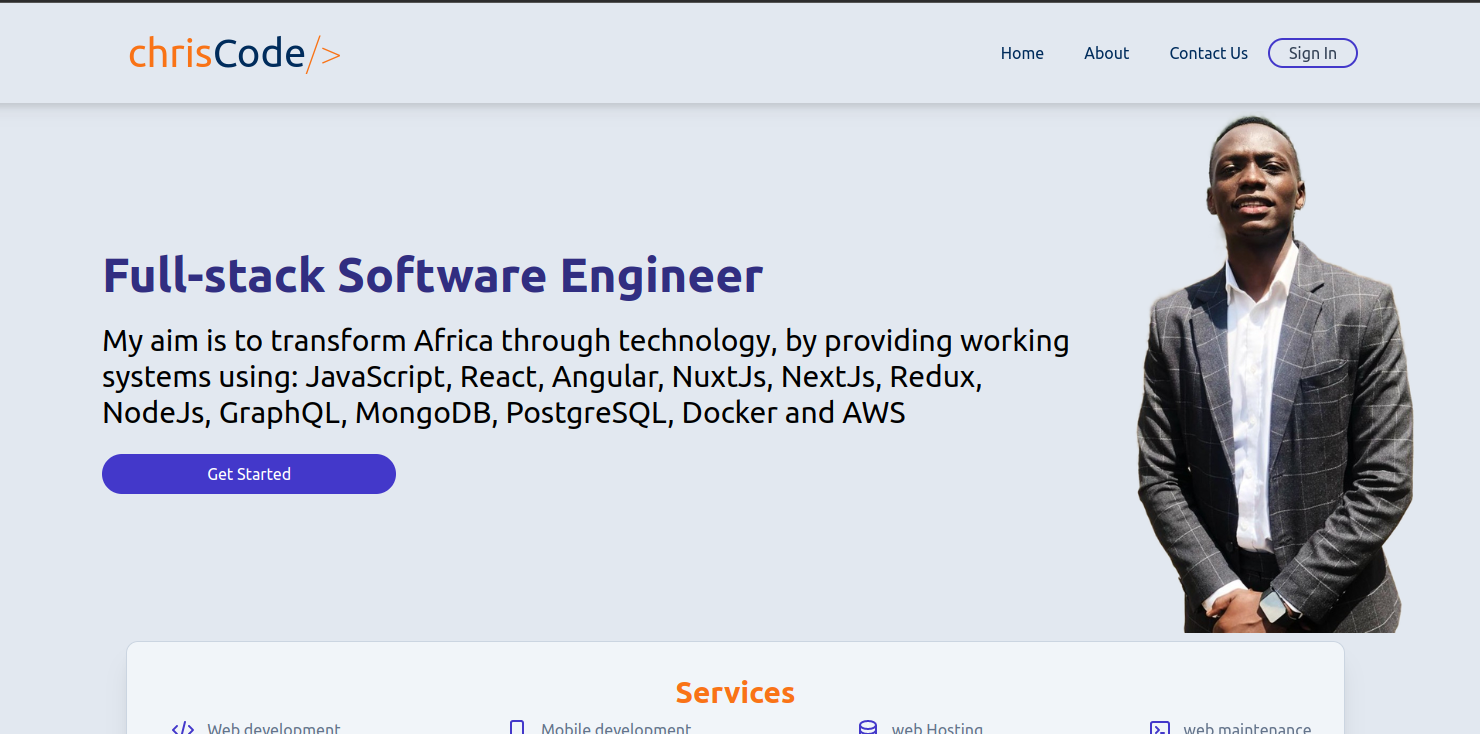 chrisCode/>
Home About Contact Us Sign In
Full-stack Software Engineer
My aim is to transform Africa through technology, by providing working
systems using: JavaScript, React, Angular, NuxtJs, NextJs, Redux,
NodeJs, GraphQL, MongoDB, PostgreSQL, Docker and AWS
Get Started
Services
Web development Mobile development web Hosting web maintenance